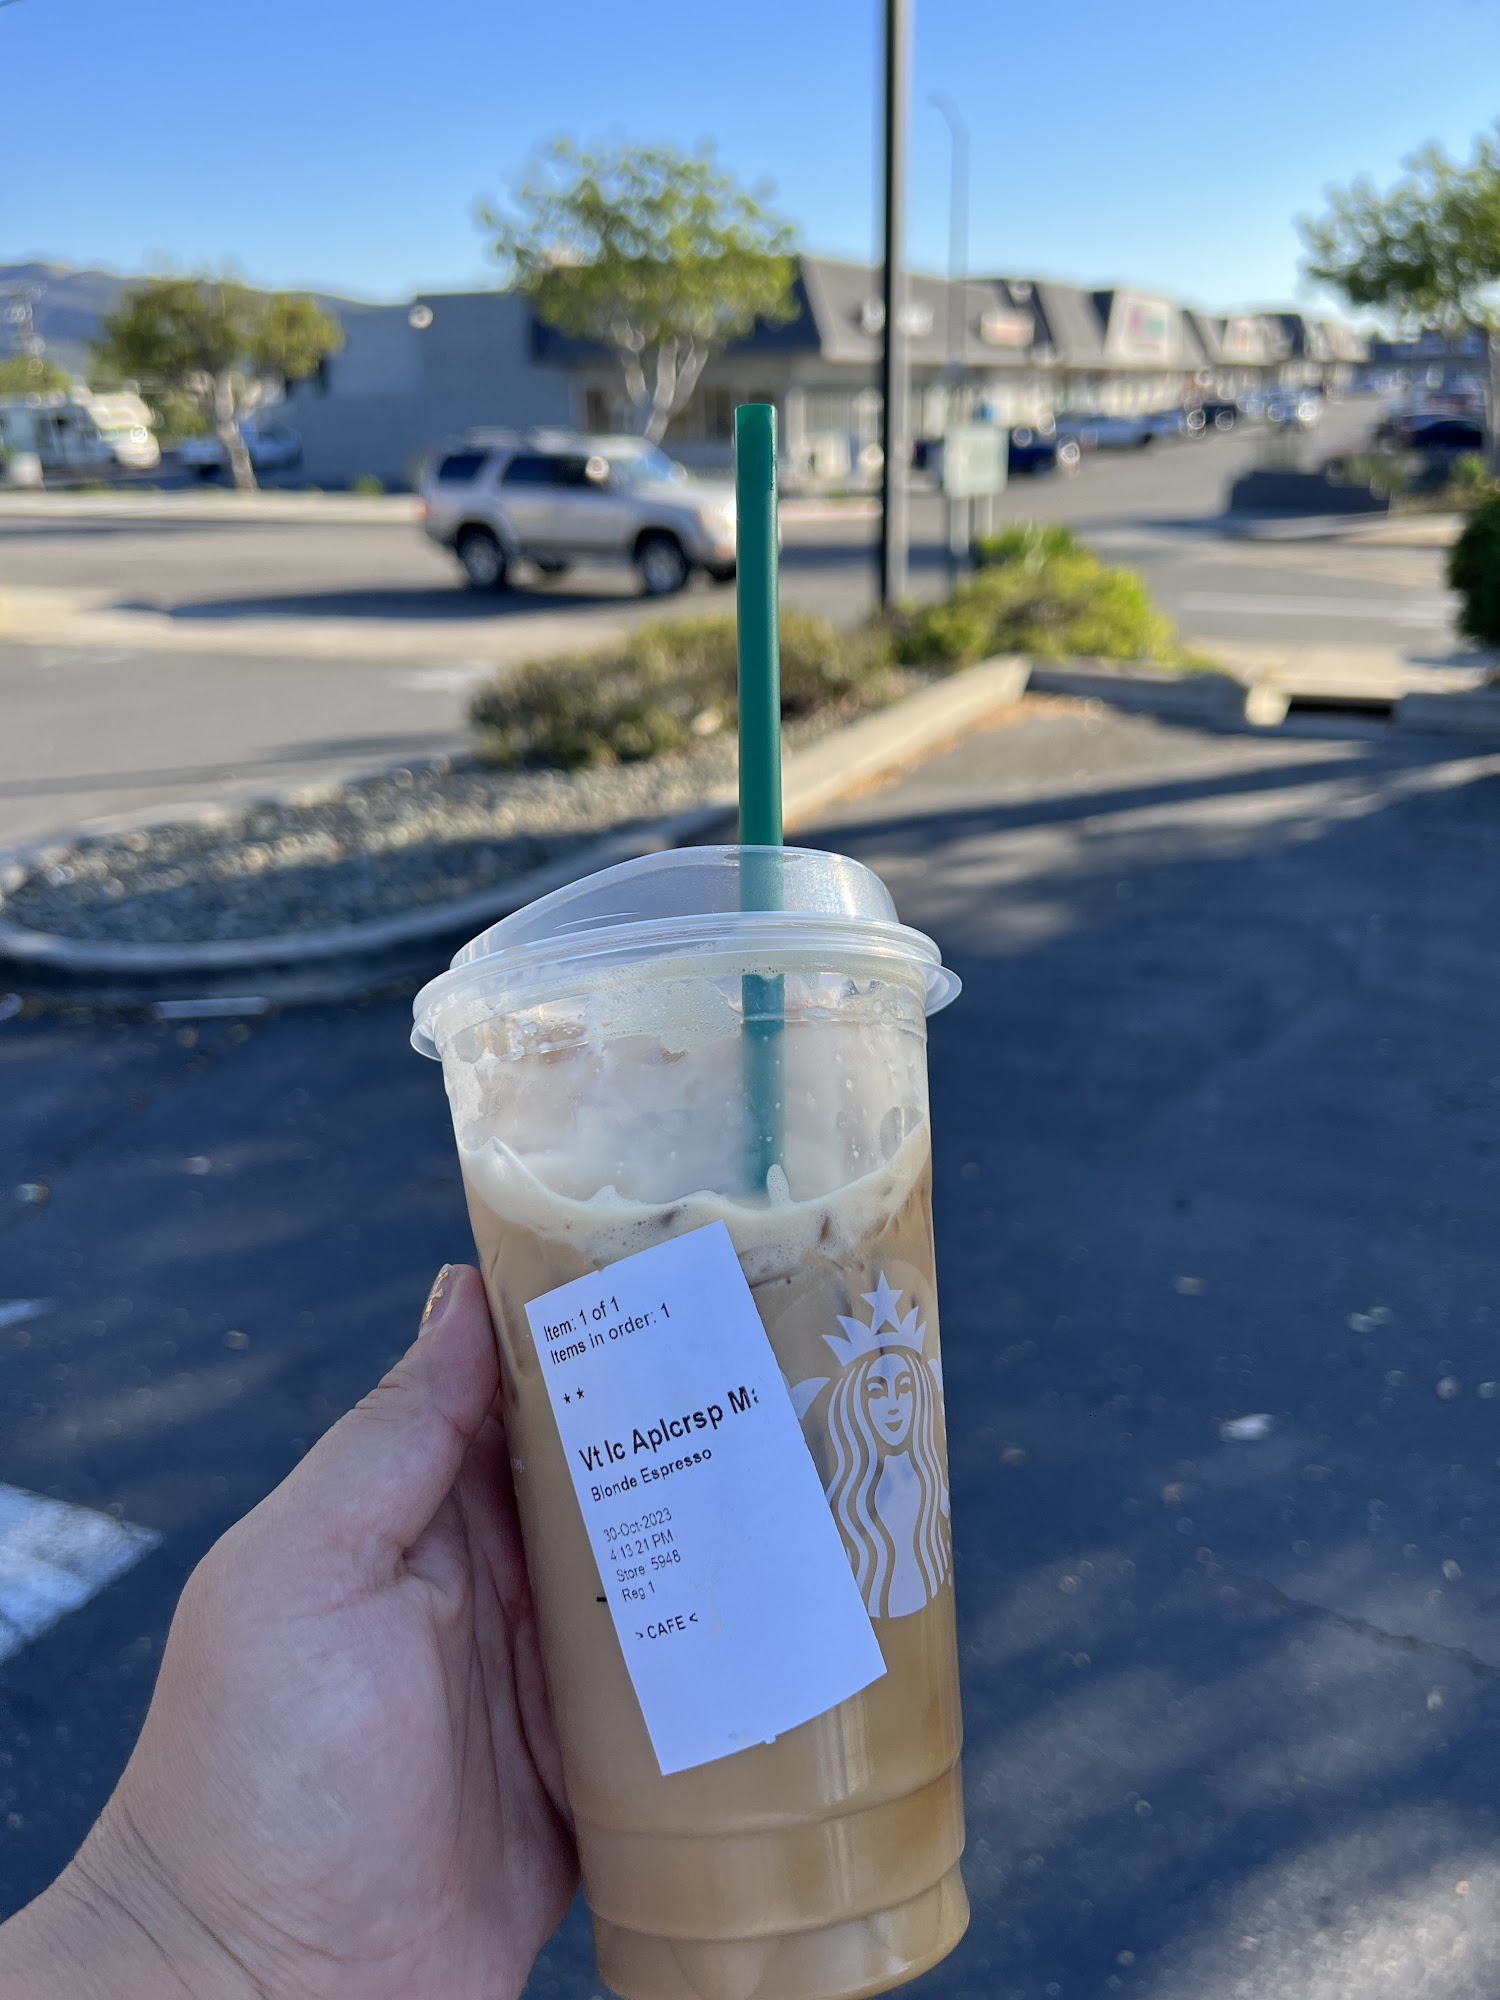 Item: 1 of 1
Items in order: 1
**
Vt Ic Aplcrsp Ma
Blonde Espresso
30-Oct-2023
4:13:21 PM
Store: 5948
Reg 1
>CAFE<